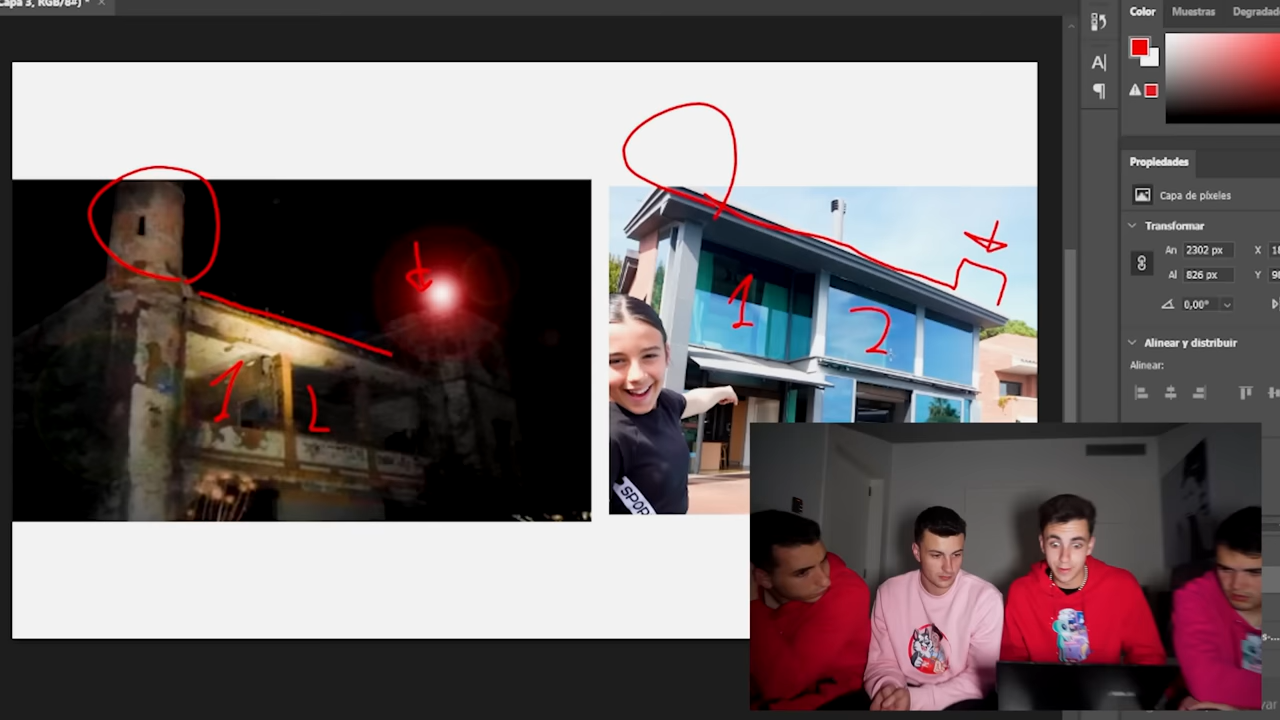 Capa 3, RGB/8#) *
Color
Muestras
Degradad
Propiedades
Capa de píxeles
Transformar
An 2302 px X
Al 826 px Y
0,00°
Alinear y distribuir
Alinear:
1
2
1
2
SPOR